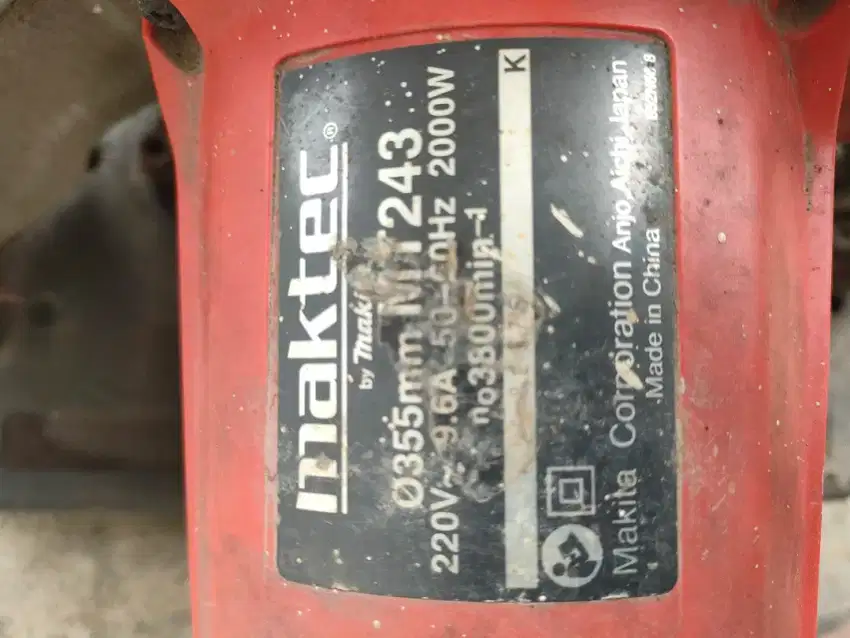 maktec®
by Maki
Ø355mm MT243
220V~ 9.6A 50-60Hz 2000W
no3800min-1
K
Makita Corporation Anjo Aichi Japan
Made in China